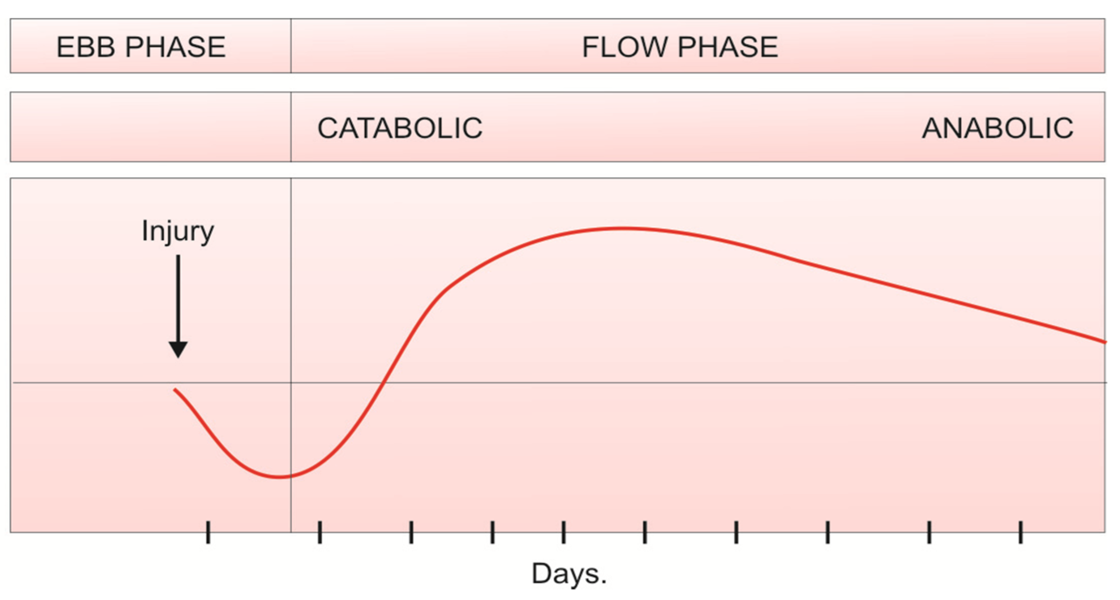 EBB PHASE
FLOW PHASE
CATABOLIC
ANABOLIC
Injury
Days.